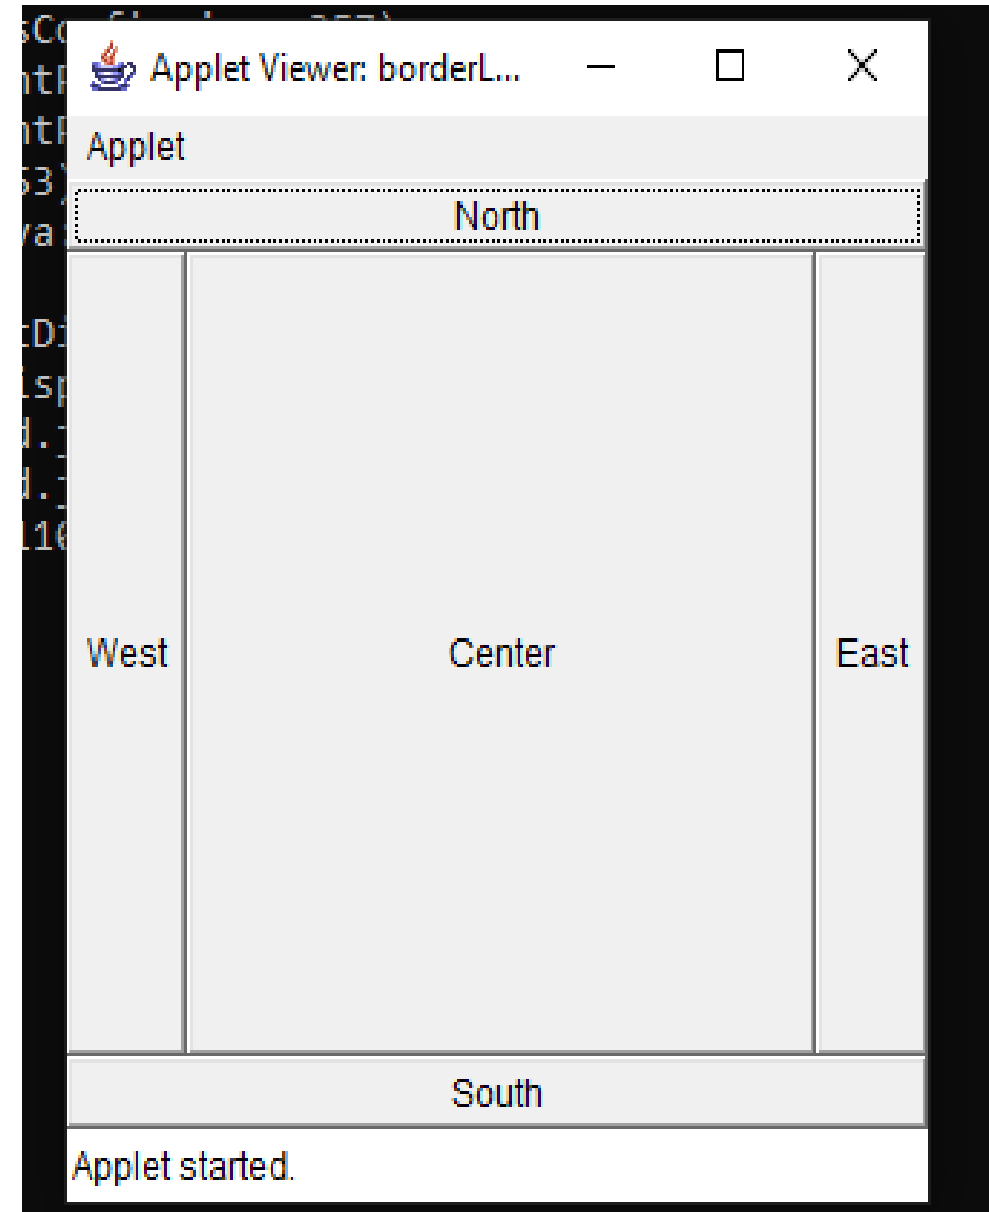 Applet Viewer: borderL...
Applet
North
West Center East
South
Applet started.